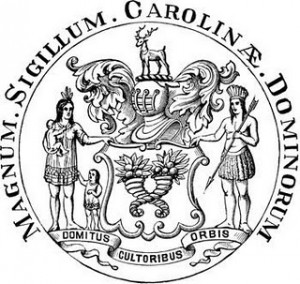 MAGNUM. SIGILLUM. CAROLINÆ. DOMINORUM
DOMITUS CULTORIBUS ORBIS